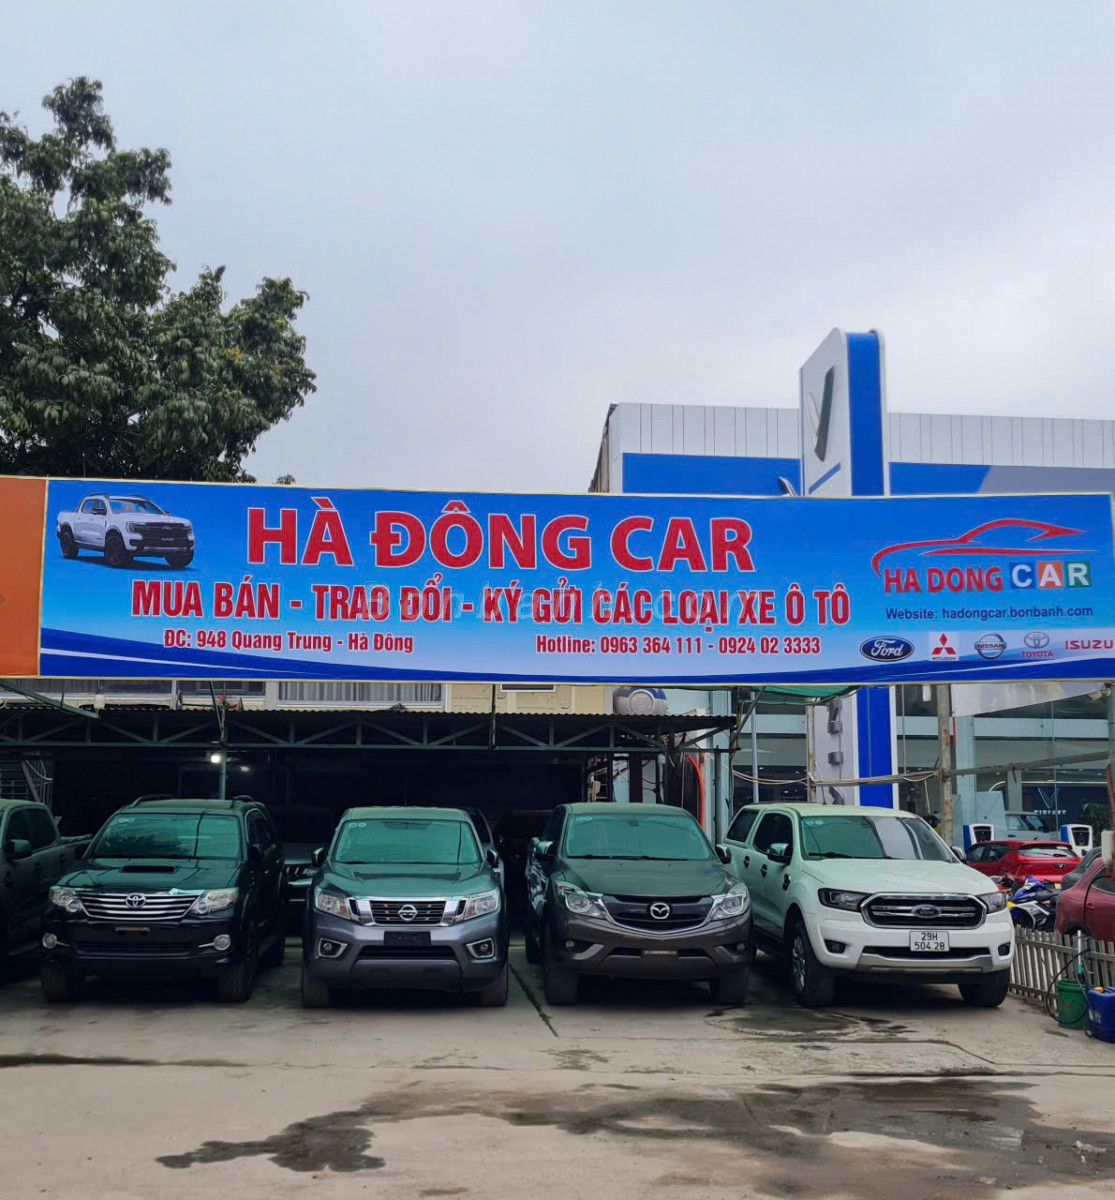 HÀ ĐÔNG CAR
MUA BÁN - TRAO ĐỔI - KÝ GỬI CÁC LOẠI XE Ô TÔ
ĐC: 948 Quang Trung - Hà Đông
Hotline: 0963 364 111 - 0924 02 3333
HA DONG CAR
Website: hadongcar.bonbanh.com
Ford
MITSUBISHI
NISSAN
TOYOTA
ISUZU
29H
504.28
VINFAST